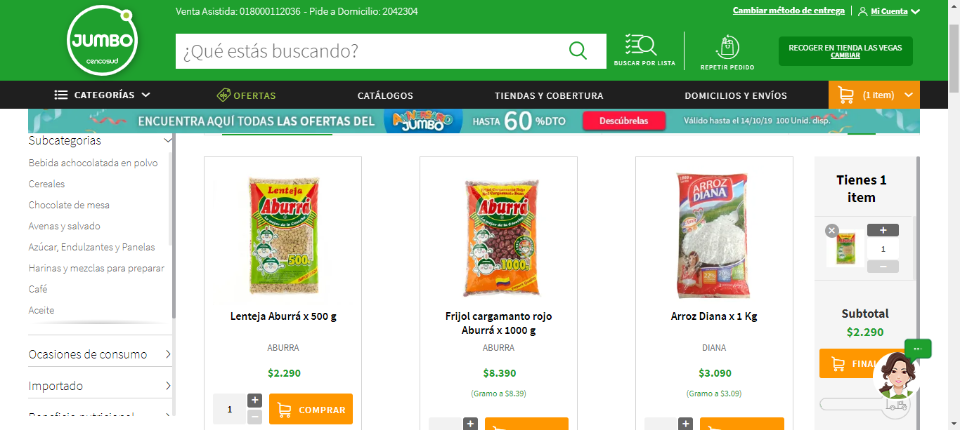 Venta Asistida: 018000112036 - Pide a Domicilio: 2042304
Cambiar método de entrega
Mi Cuenta
JUMBO
cencosud
¿Qué estás buscando?
BUSCAR POR LISTA
REPETIR PEDIDO
RECOGER EN TIENDA LAS VEGAS
CAMBIAR
CATEGORÍAS
OFERTAS
CATÁLOGOS
TIENDAS Y COBERTURA
DOMICILIOS Y ENVÍOS
(1 item)
ENCUENTRA AQUÍ TODAS LAS OFERTAS DEL
JUMBO
HASTA 60 %DTO
Descúbrelas
Válido hasta el 14/10/19 100 Unid. disp.
Subcategorías
Bebida achocolatada en polvo
Cereales
Chocolate de mesa
Avenas y salvado
Azúcar, Endulzantes y Panelas
Harinas y mezclas para preparar
Café
Aceite
Ocasiones de consumo
Importado
Beneficio nutricional
Lenteja
Aburrá
500
Lenteja Aburrá x 500 g
ABURRA
$2.290
1
+
−
COMPRAR
Aburrá
1000
Frijol cargamanto rojo
Aburrá x 1000 g
ABURRA
$8.390
(Gramo a $8.39)
+
ARROZ
DIANA
Arroz Diana x 1 Kg
DIANA
$3.090
(Gramo a $3.09)
+
Tienes 1
item
+
1
−
Subtotal
$2.290
FINAL